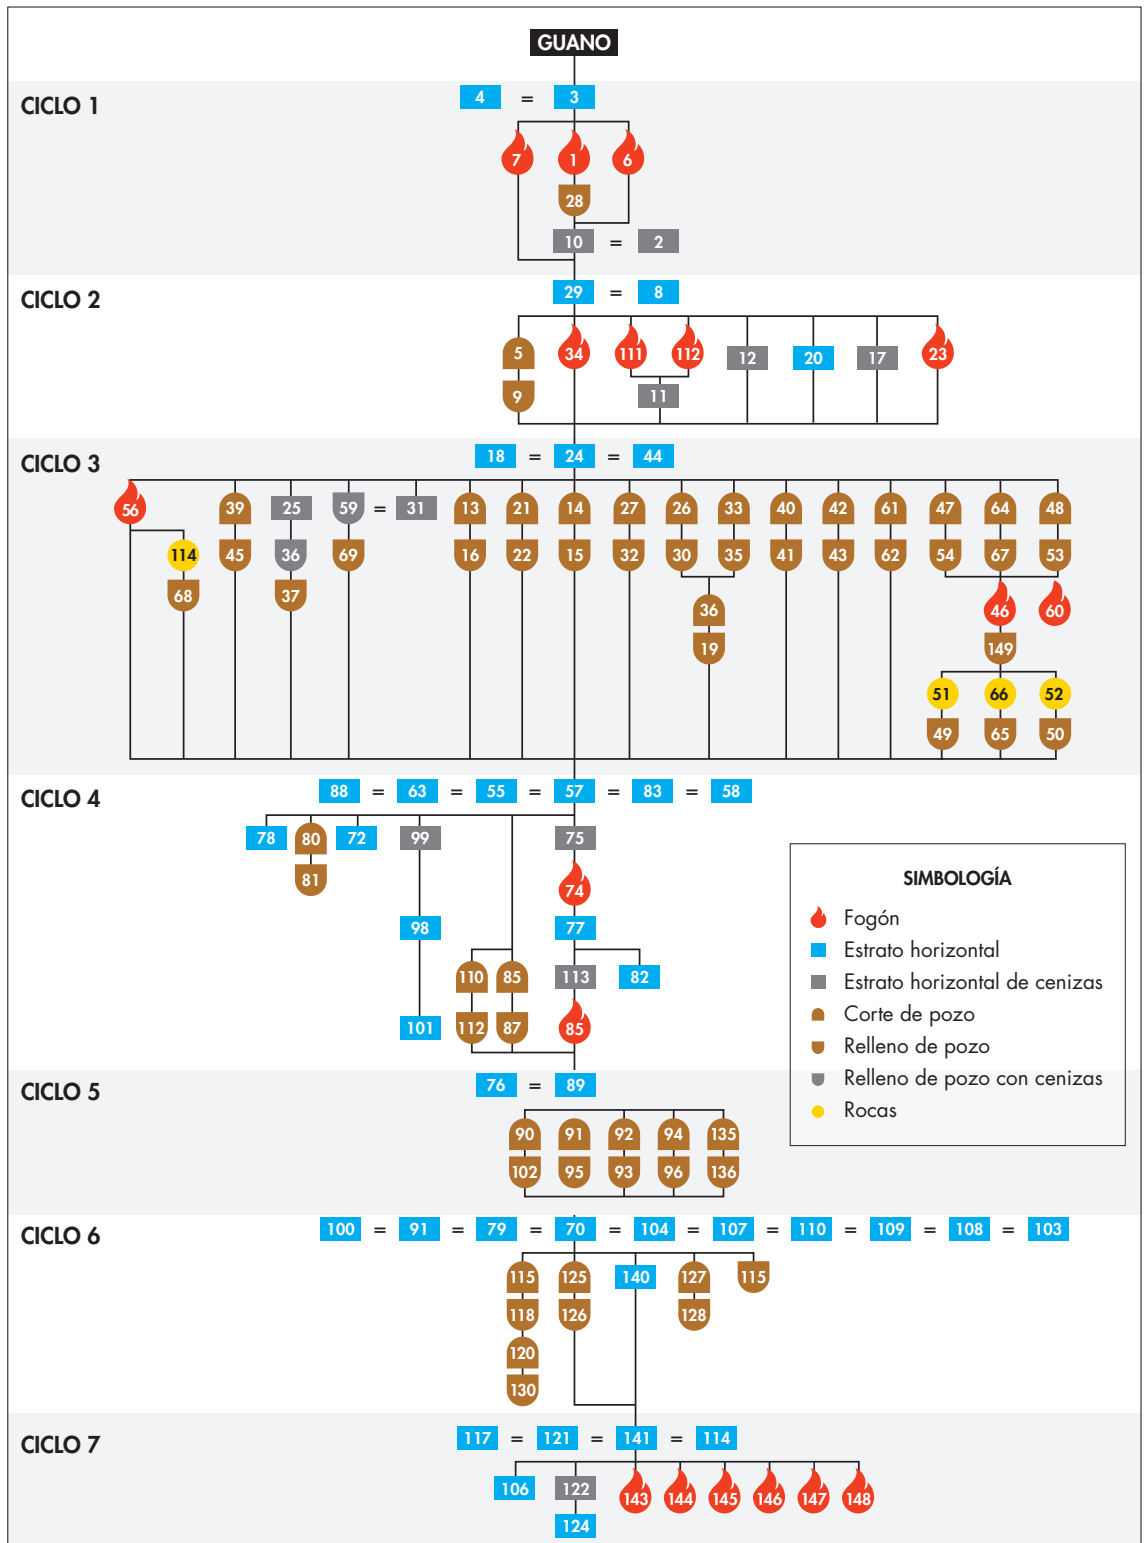 GUANO
CICLO 1
4 = 3
7 1 6
28
10 = 2
CICLO 2
29 = 8
5 34 111 112 12 20 17 23
9 11
CICLO 3
18 = 24 = 44
56 39 25 59 = 31 13 21 14 27 26 33 40 42 61 47 64 48
114 45 36 69 16 22 15 32 30 35 41 43 62 54 67 53
68 37 36 46 60
19 149
51 66 52
49 65 50
CICLO 4
88 = 63 = 55 = 57 = 83 = 58
78 80 72 99 75
81 74
98 77
110 85 113 82
101 112 87 85
SIMBOLOGÍA
Fogón
Estrato horizontal
Estrato horizontal de cenizas
Corte de pozo
Relleno de pozo
Relleno de pozo con cenizas
Rocas
CICLO 5
76 = 89
90 91 92 94 135
102 95 93 96 136
CICLO 6
100 = 91 = 79 = 70 = 104 = 107 = 110 = 109 = 108 = 103
115 125 140 127 115
118 126 128
120
130
CICLO 7
117 = 121 = 141 = 114
106 122 143 144 145 146 147 148
124